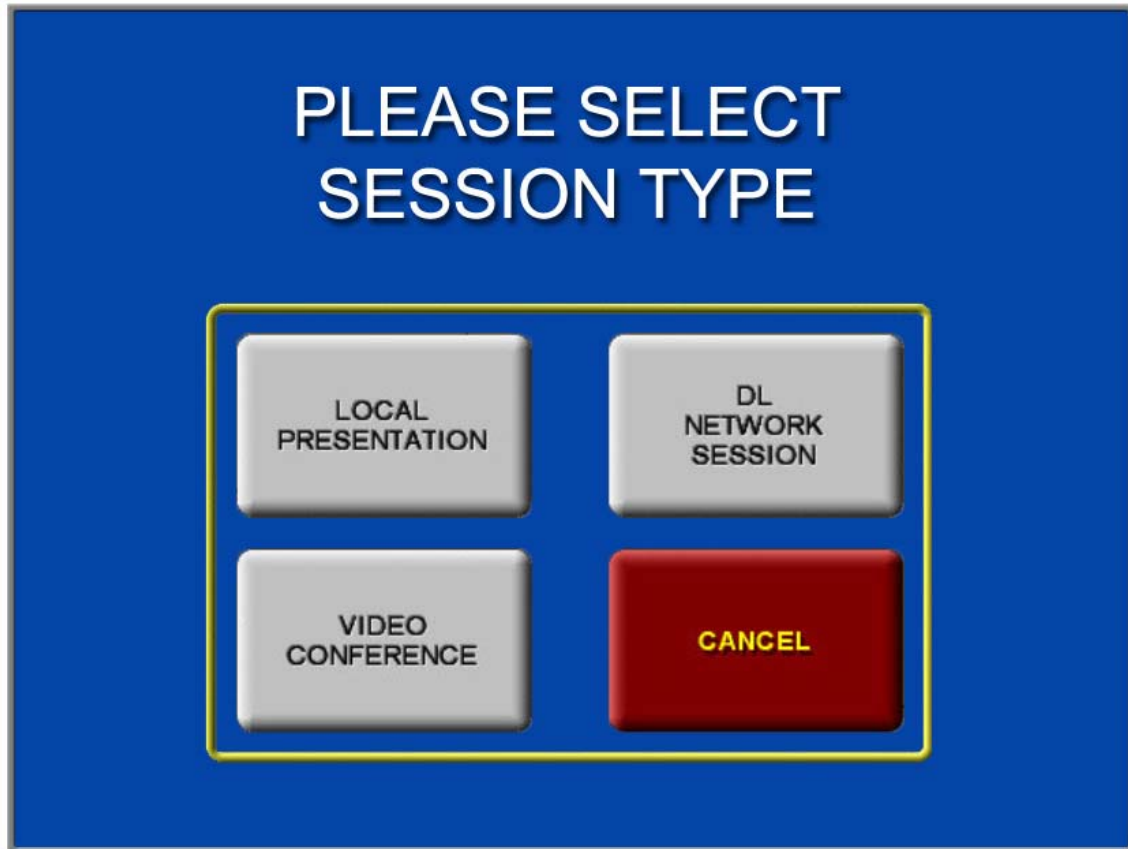 PLEASE SELECT
SESSION TYPE
LOCAL
PRESENTATION
DL
NETWORK
SESSION
VIDEO
CONFERENCE
CANCEL